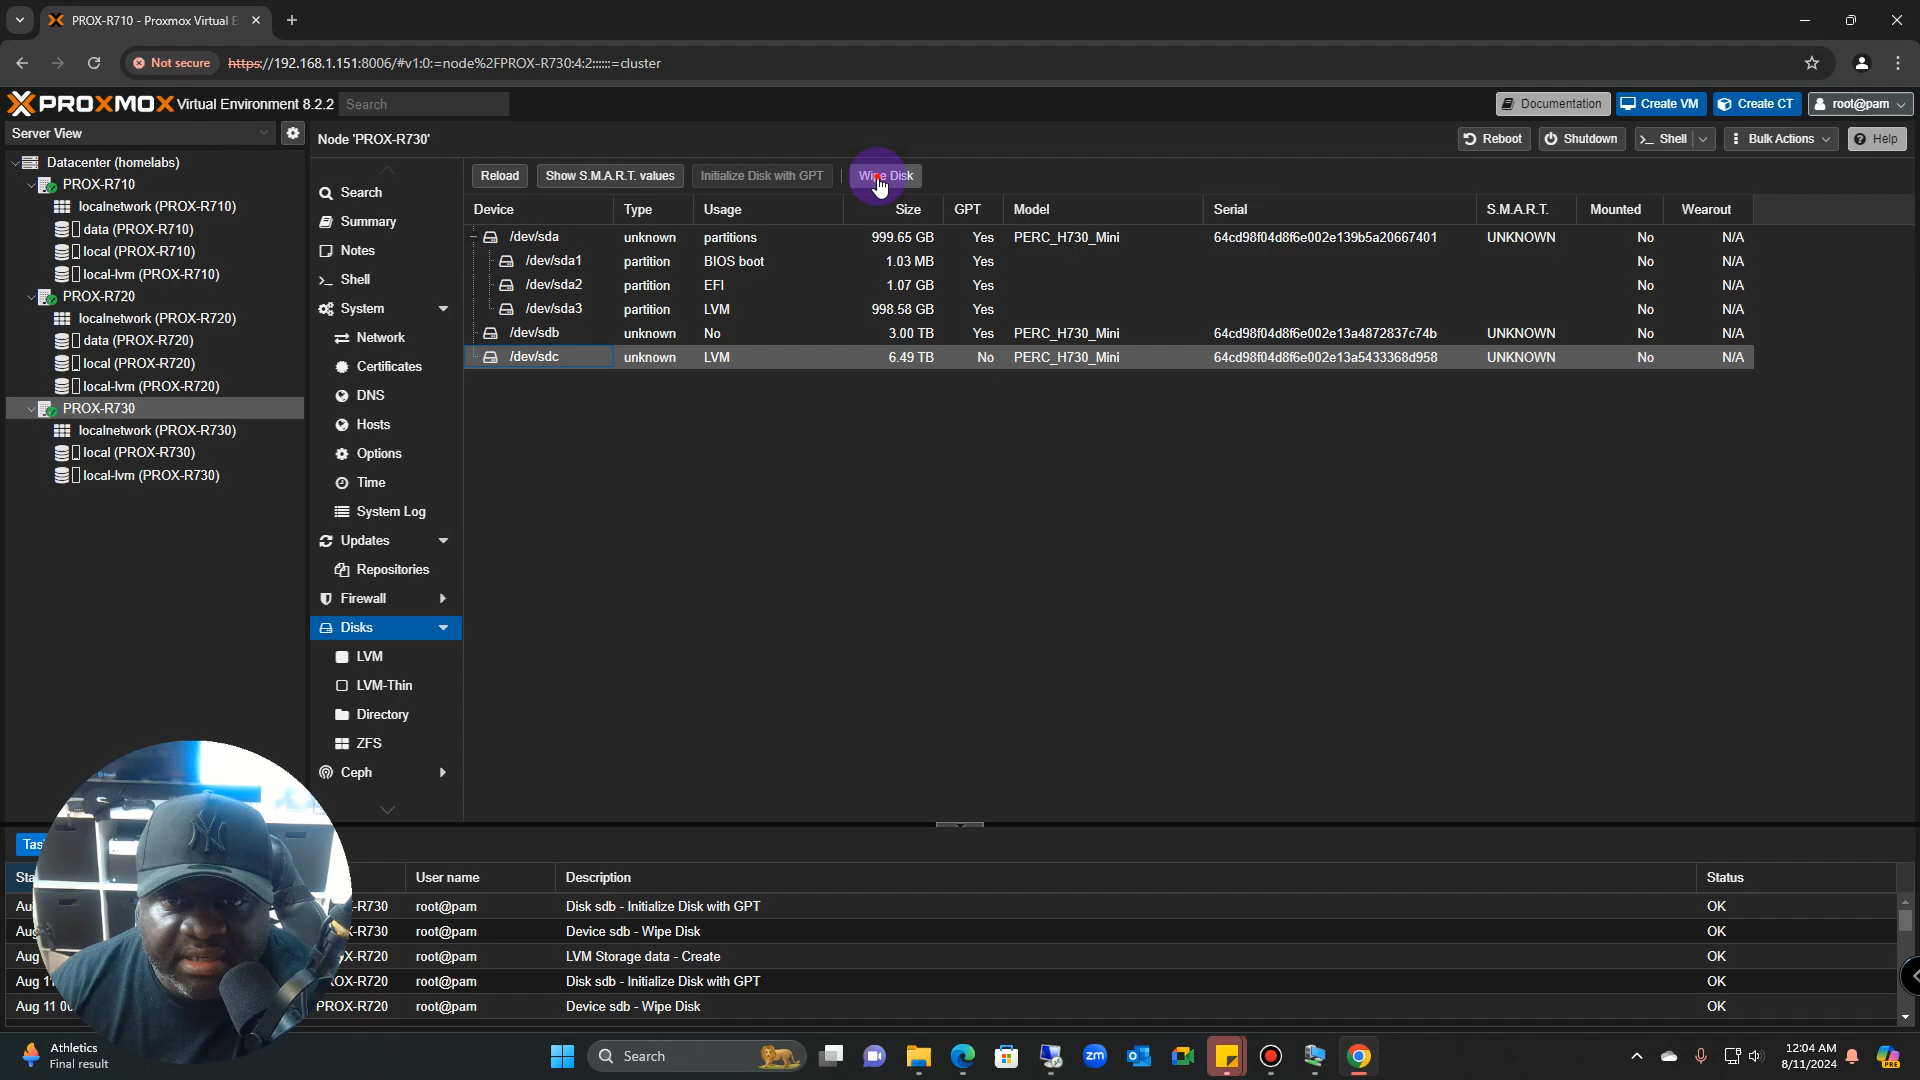 PROX-R710 - Proxmox Virtual E
Not secure https://192.168.1.151:8006/#v1:0:=node%2FPROX-R730:4:2::::::=cluster
PROXMOX Virtual Environment 8.2.2 Search Documentation Create VM Create CT root@pam
Server View Node 'PROX-R730' Reboot Shutdown Shell Bulk Actions Help
Datacenter (homelabs)
PROX-R710
localnetwork (PROX-R710)
data (PROX-R710)
local (PROX-R710)
local-lvm (PROX-R710)
PROX-R720
localnetwork (PROX-R720)
data (PROX-R720)
local (PROX-R720)
local-lvm (PROX-R720)
PROX-R730
localnetwork (PROX-R730)
local (PROX-R730)
local-lvm (PROX-R730)
Search
Summary
Notes
Shell
System
Network
Certificates
DNS
Hosts
Options
Time
System Log
Updates
Repositories
Firewall
Disks
LVM
LVM-Thin
Directory
ZFS
Ceph
Reload Show S.M.A.R.T. values Initialize Disk with GPT Wipe Disk
Device Type Usage Size GPT Model Serial S.M.A.R.T. Mounted Wearout
/dev/sda unknown partitions 999.65 GB Yes PERC_H730_Mini 64cd98f04d8f6e002e139b5a20667401 UNKNOWN No N/A
/dev/sda1 partition BIOS boot 1.03 MB Yes No N/A
/dev/sda2 partition EFI 1.07 GB Yes No N/A
/dev/sda3 partition LVM 998.58 GB Yes No N/A
/dev/sdb unknown No 3.00 TB Yes PERC_H730_Mini 64cd98f04d8f6e002e13a4872837c74b UNKNOWN No N/A
/dev/sdc unknown LVM 6.49 TB No PERC_H730_Mini 64cd98f04d8f6e002e13a5433368d958 UNKNOWN No N/A
User name Description Status
-R730 root@pam Disk sdb - Initialize Disk with GPT OK
X-R730 root@pam Device sdb - Wipe Disk OK
Aug X-R720 root@pam LVM Storage data - Create OK
Aug 11 ROX-R720 root@pam Disk sdb - Initialize Disk with GPT OK
Aug 11 PROX-R720 root@pam Device sdb - Wipe Disk OK
Athletics
Final result
Search
zm
12:04 AM
8/11/2024
PRE